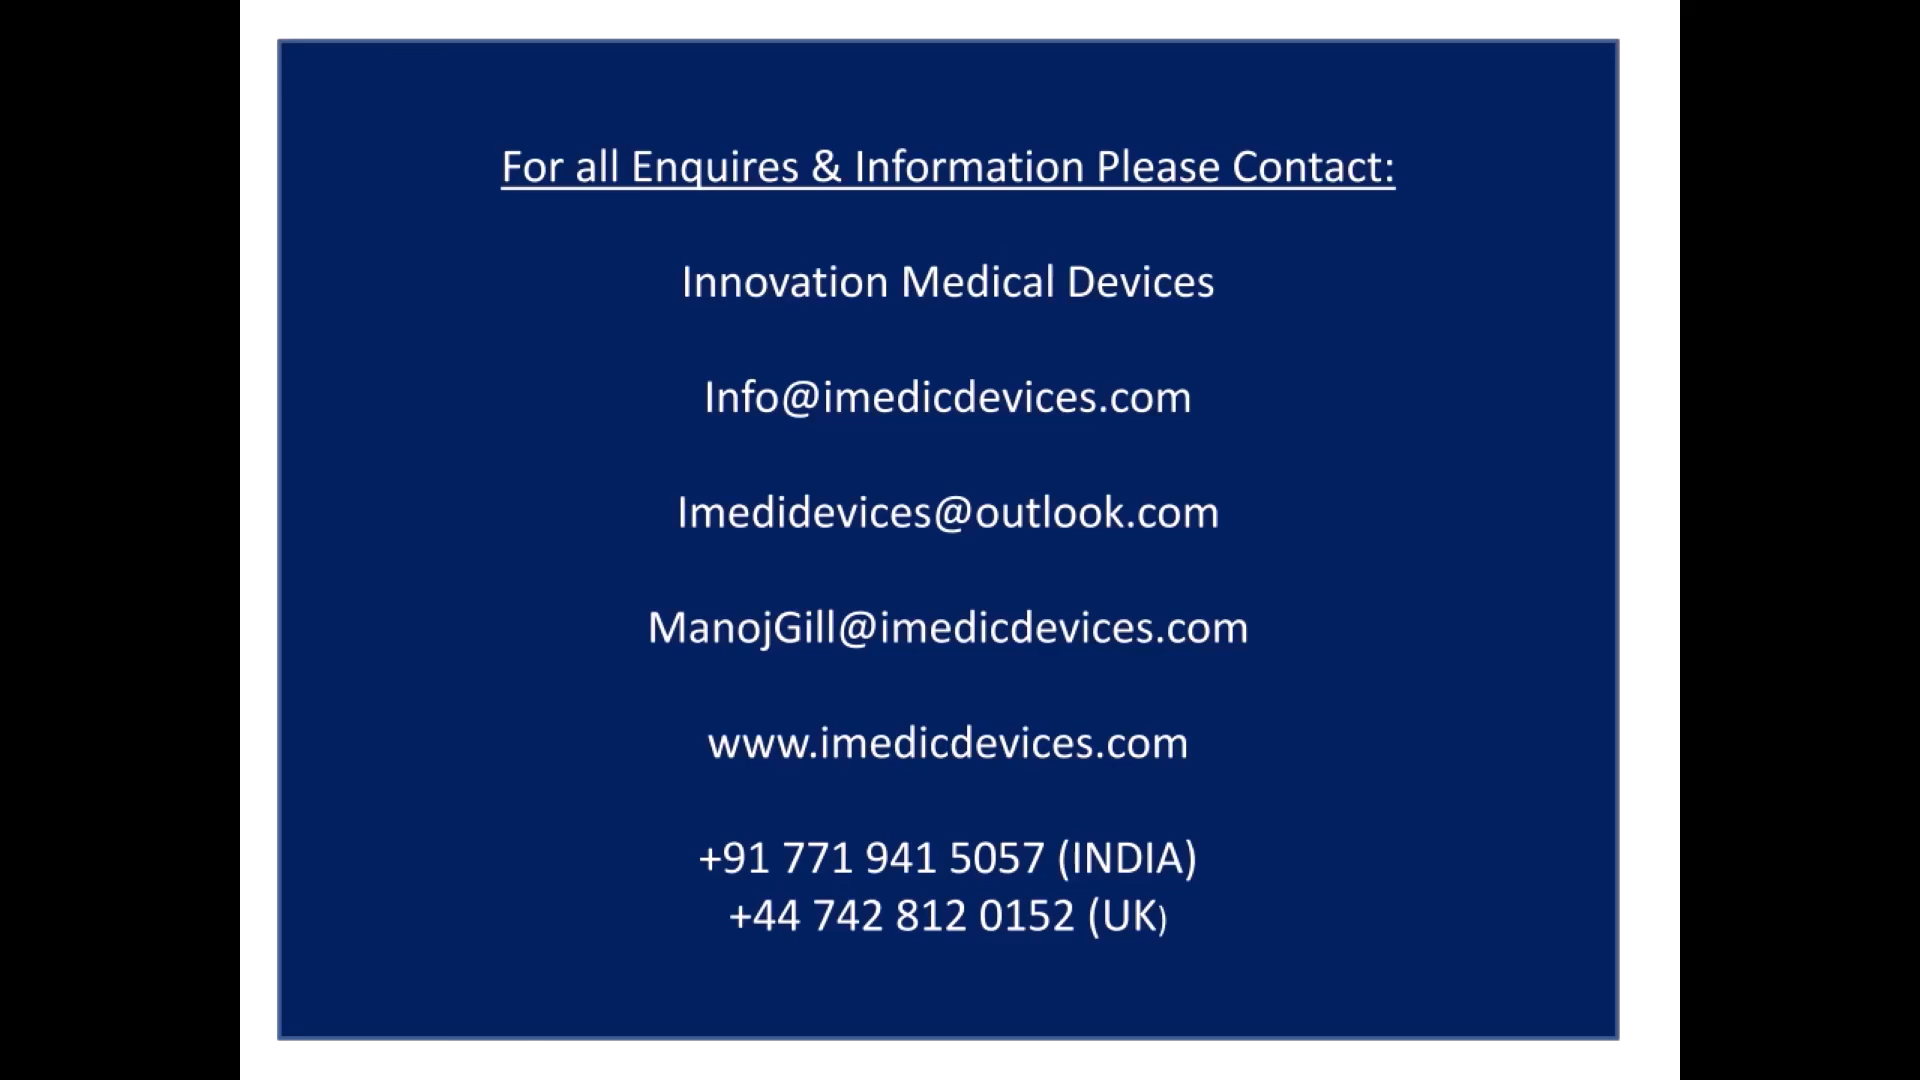 For all Enquires & Information Please Contact:
Innovation Medical Devices
Info@imedicdevices.com
Imedidevices@outlook.com
ManojGill@imedicdevices.com
www.imedicdevices.com
+91 771 941 5057 (INDIA)
+44 742 812 0152 (UK)